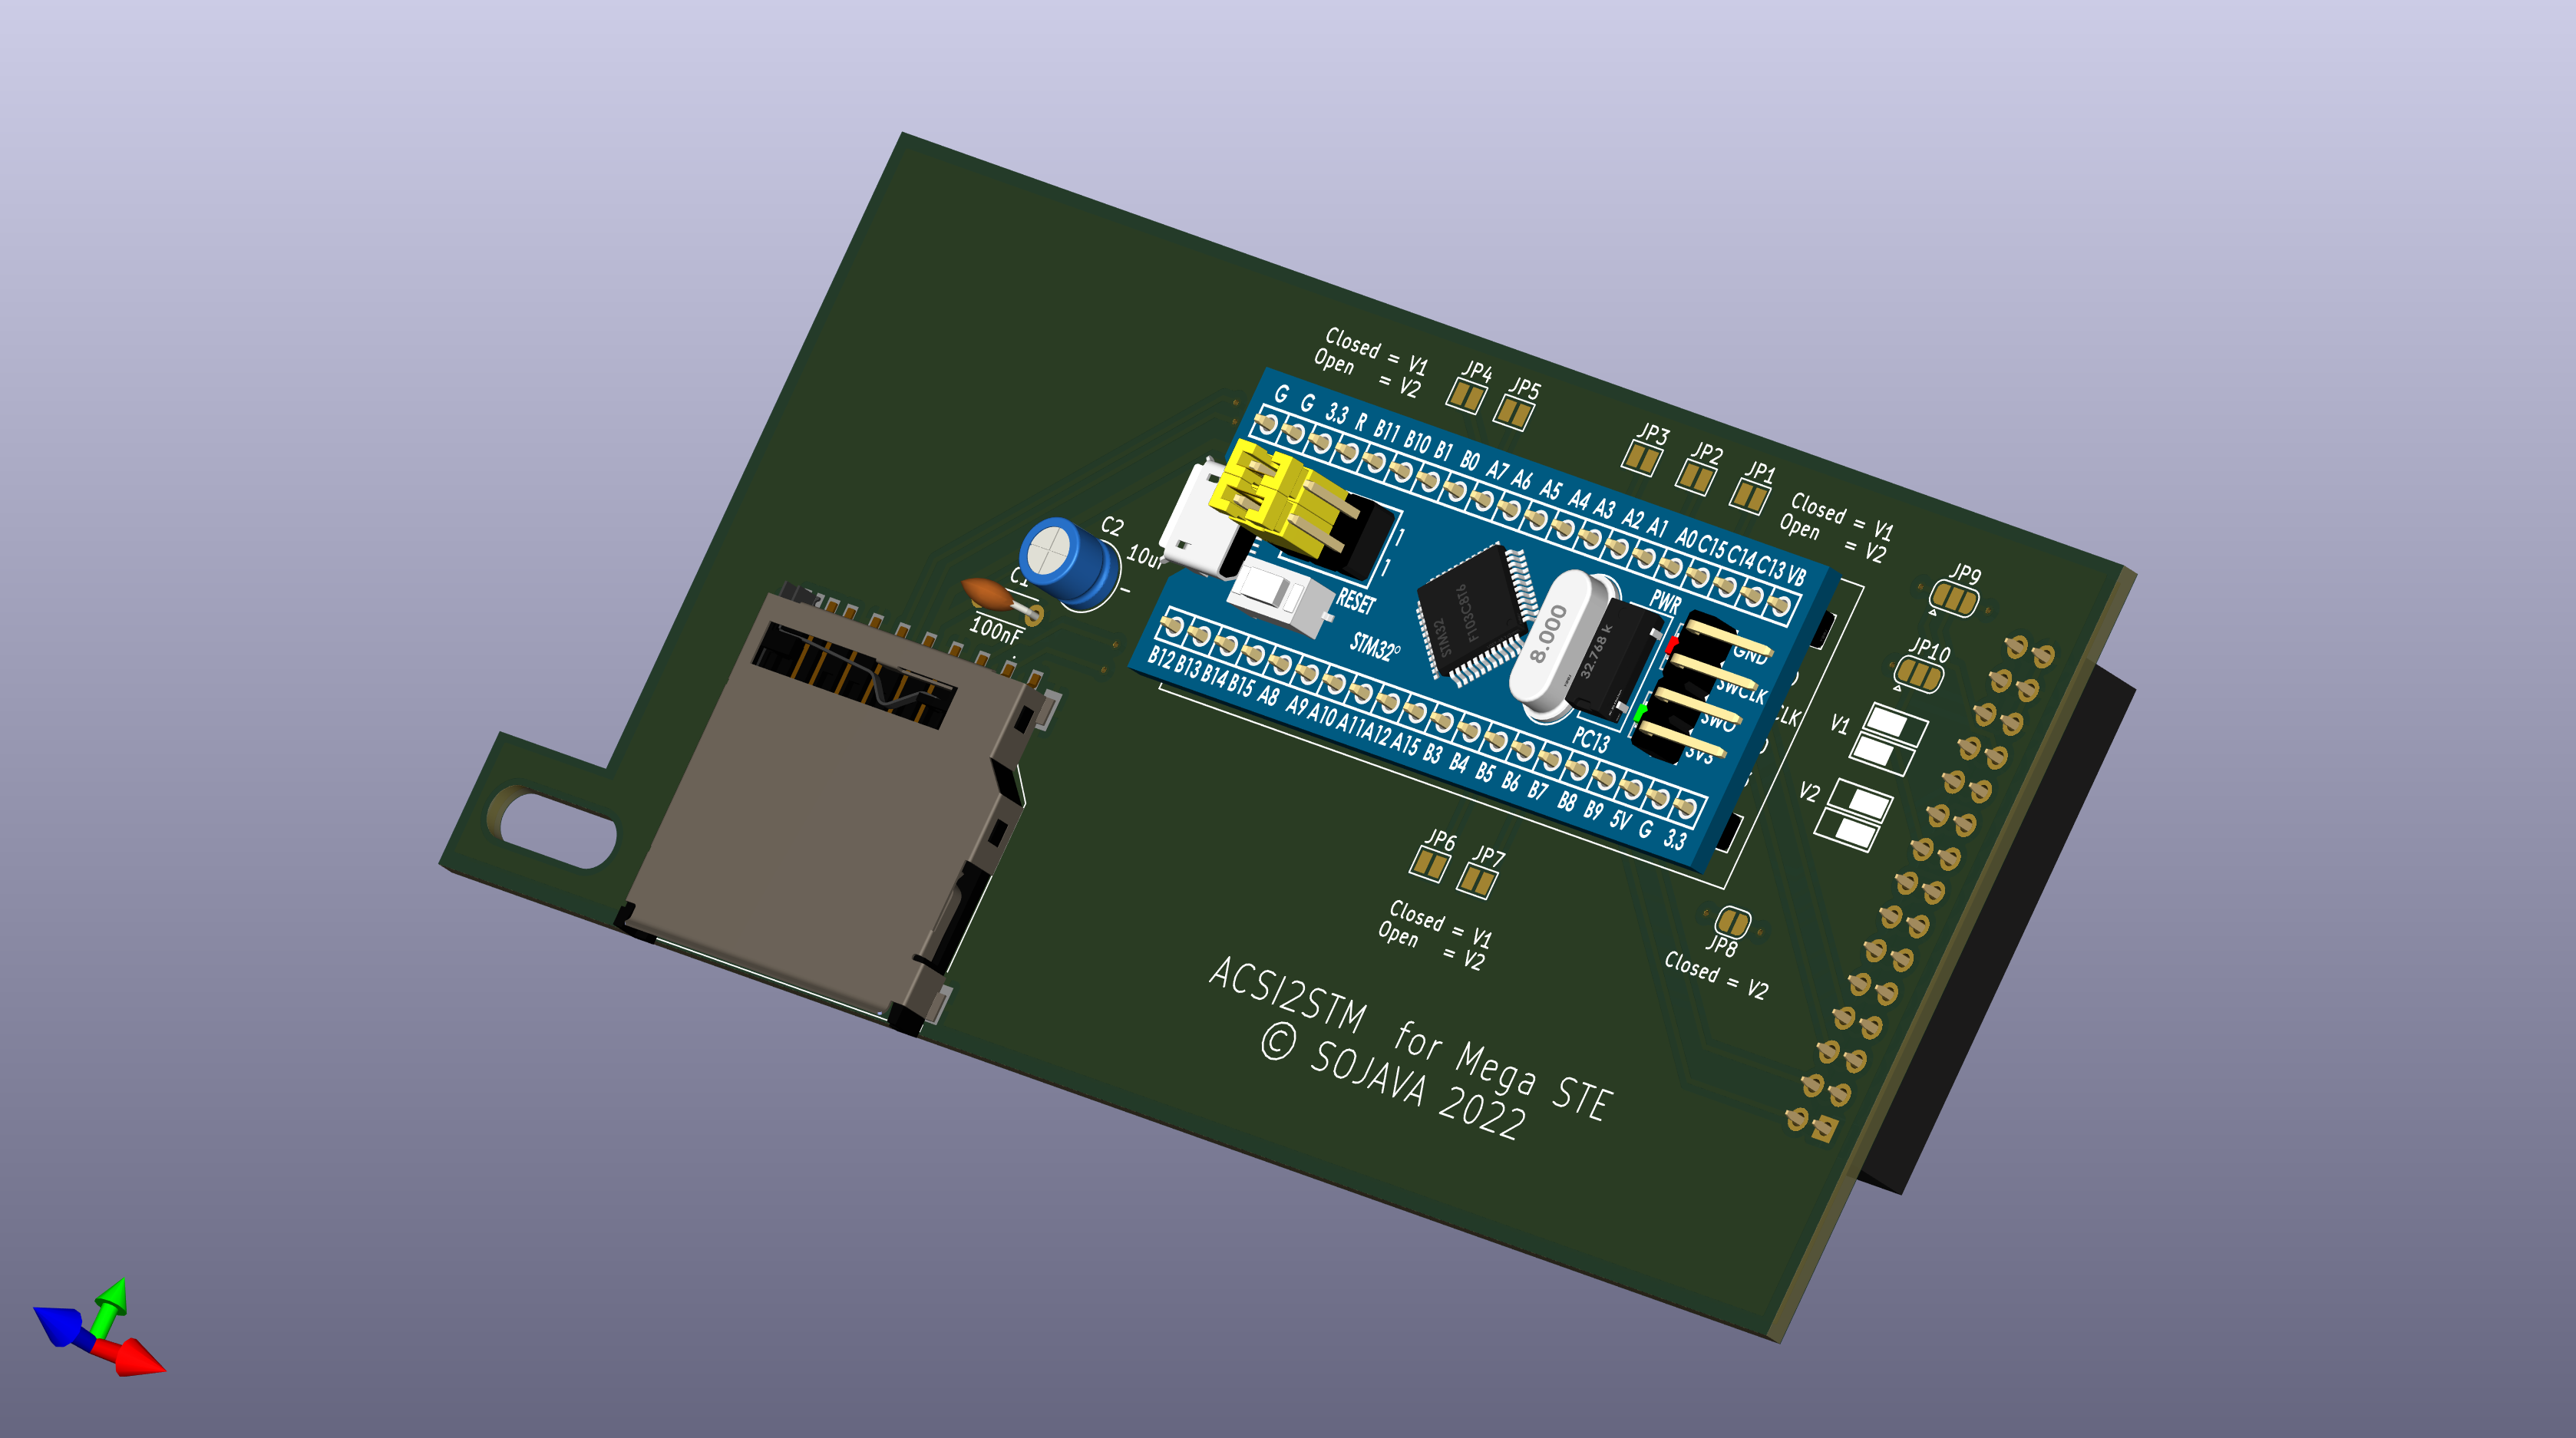 Closed = V1
Open = V2
JP4
JP5
JP3
JP2
JP1
Closed = V1
Open = V2
G G 3.3 R B11 B10 B1 B0 A7 A6 A5 A4 A3 A2 A1 A0 C15 C14 C13 VB
C2
10uF
C1
100nF
1
1
RESET
STM32°
STM32
F103C8T6
8.000
32.768 k
PWR
PC13
GND
SWCLK
SWO
3V3
CLK
B12 B13 B14 B15 A8 A9 A10 A11 A12 A15 B3 B4 B5 B6 B7 B8 B9 5V G 3.3
JP9
JP10
V1
V2
JP6
JP7
Closed = V1
Open = V2
JP8
Closed = V2
ACSI2STM for Mega STE
© SOJAVA 2022